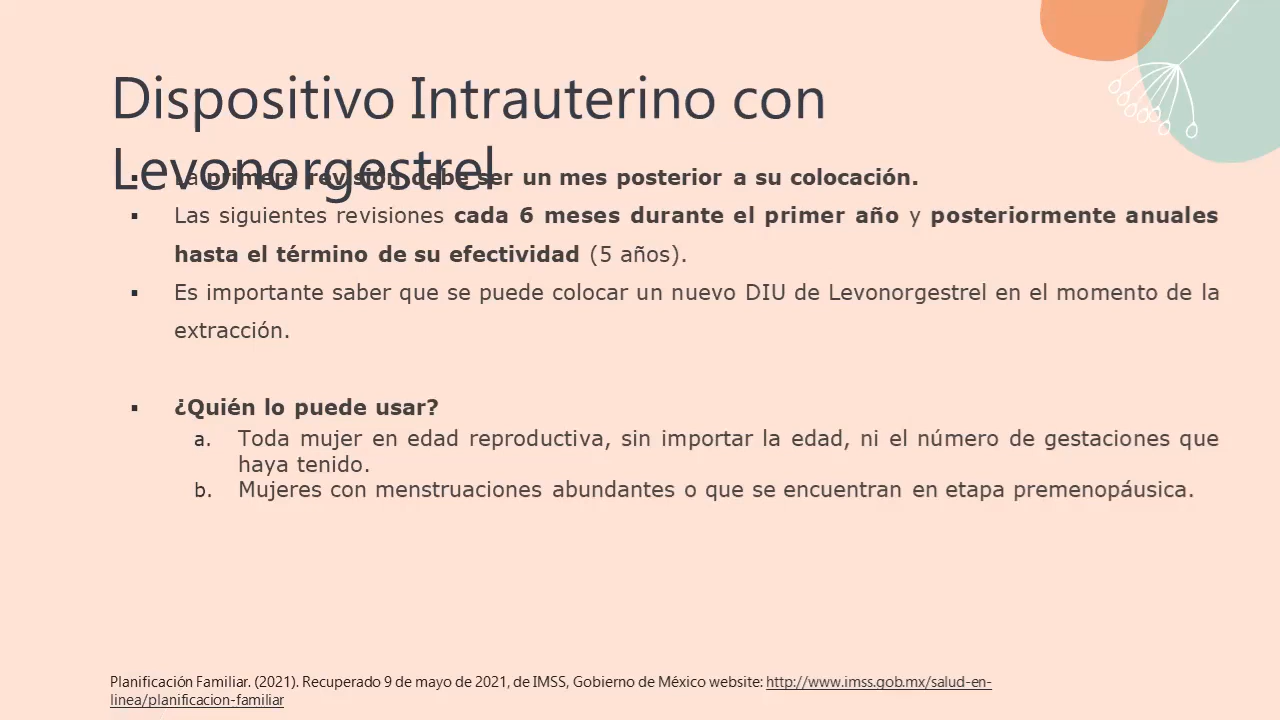 Dispositivo Intrauterino con
Levonorgestrel
▪ La primera revisión debe ser un mes posterior a su colocación.
▪ Las siguientes revisiones cada 6 meses durante el primer año y posteriormente anuales
hasta el término de su efectividad (5 años).
▪ Es importante saber que se puede colocar un nuevo DIU de Levonorgestrel en el momento de la
extracción.
▪ ¿Quién lo puede usar?
a. Toda mujer en edad reproductiva, sin importar la edad, ni el número de gestaciones que
haya tenido.
b. Mujeres con menstruaciones abundantes o que se encuentran en etapa premenopáusica.
Planificación Familiar. (2021). Recuperado 9 de mayo de 2021, de IMSS, Gobierno de México website: http://www.imss.gob.mx/salud-en-
linea/planificacion-familiar